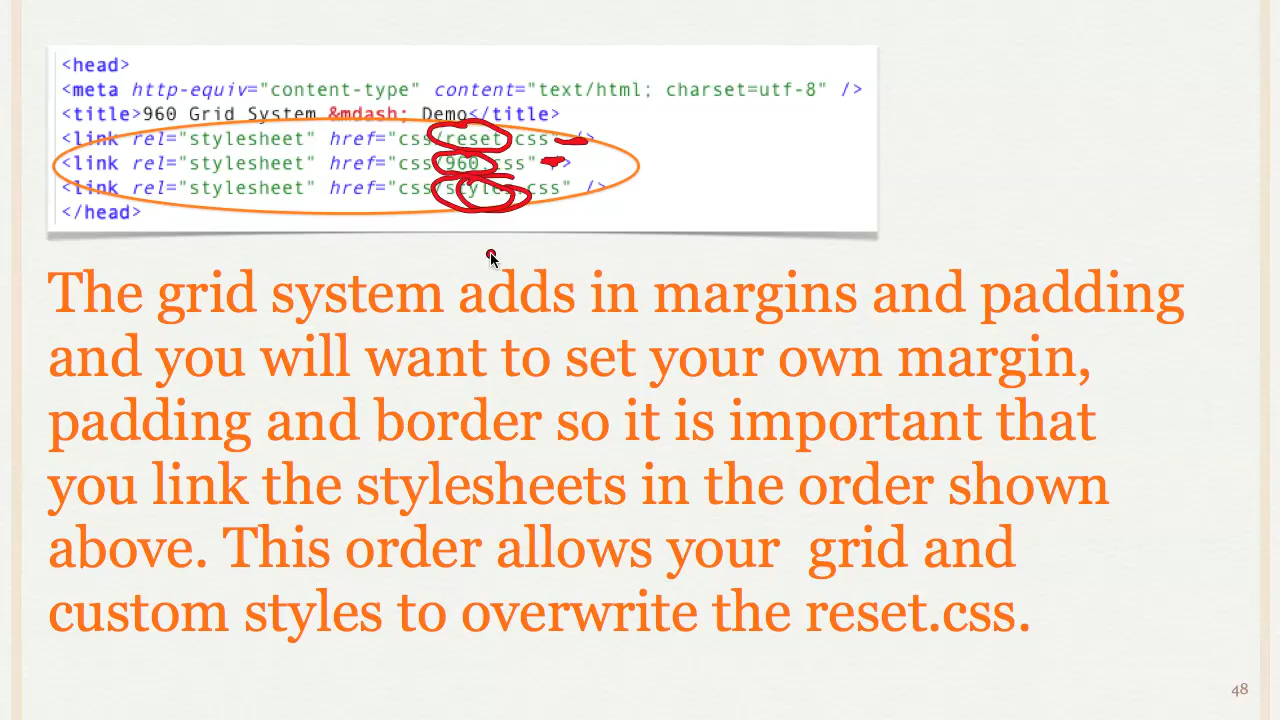 <head>
<meta http-equiv="content-type" content="text/html; charset=utf-8" />
<title>960 Grid System &mdash; Demo</title>
<link rel="stylesheet" href="css/reset.css" />
<link rel="stylesheet" href="css/960.css" />
<link rel="stylesheet" href="css/styles.css" />
</head>
The grid system adds in margins and padding
and you will want to set your own margin,
padding and border so it is important that
you link the stylesheets in the order shown
above. This order allows your  grid and
custom styles to overwrite the reset.css.
48